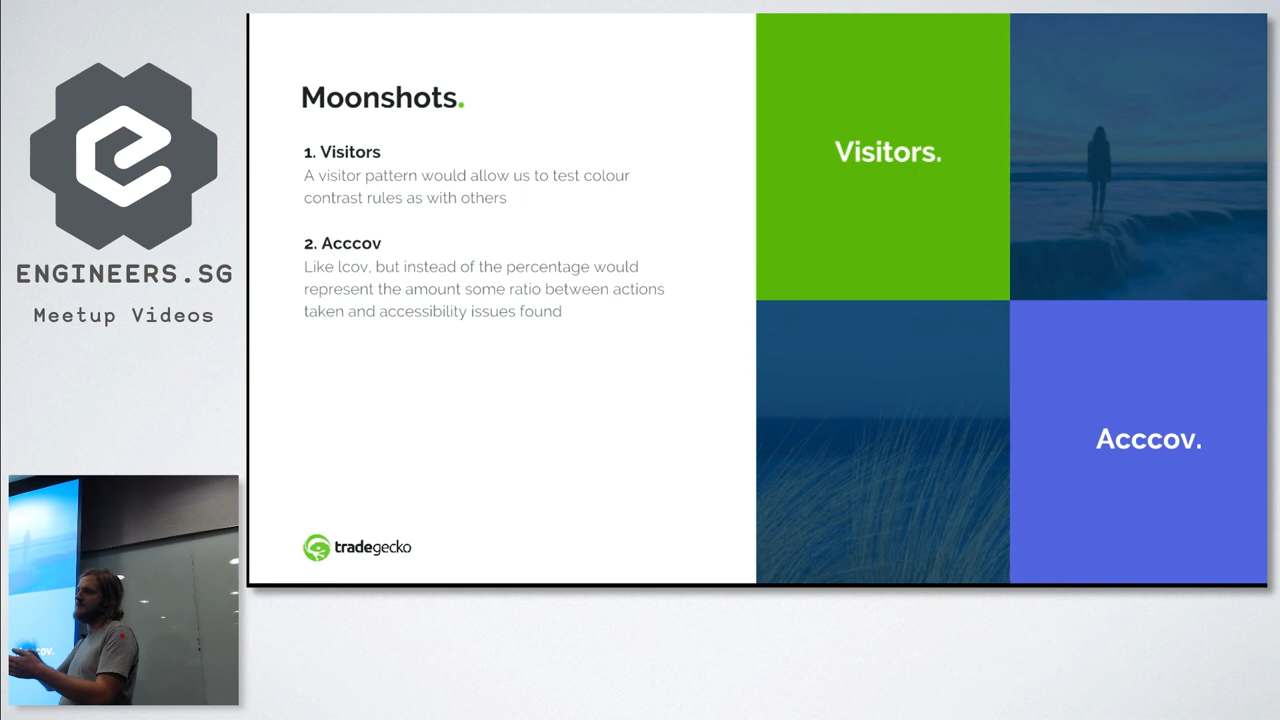 ENGINEERS.SG
Meetup Videos
Moonshots.
1. Visitors
A visitor pattern would allow us to test colour
contrast rules as with others
2. Acccov
Like lcov, but instead of the percentage would
represent the amount some ratio between actions
taken and accessibility issues found
tradegecko
Visitors.
Acccov.